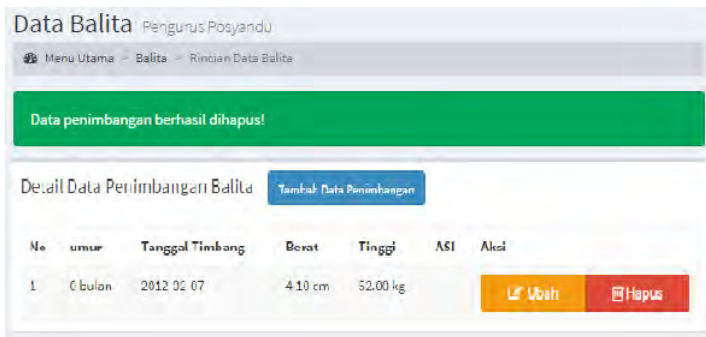 Data Balita Pengurus Posyandu
Menu Utama > Balita > Rincian Data Balita
Data penimbangan berhasil dihapus!
Detail Data Penimbangan Balita Tambah Data Penimbangan
No umur Tanggal Timbang Berat Tinggi ASI Aksi
1 0 bulan 2012-02-07 4.10 cm 52.00 kg Ubah Hapus